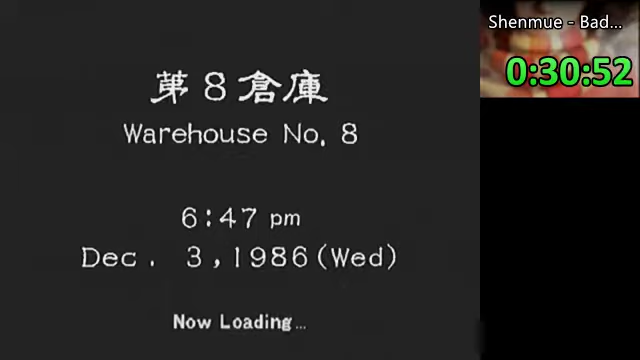 第8倉庫
Warehouse No. 8
6:47 pm
Dec. 3,1986(Wed)
Now Loading...
Shenmue - Bad...
0:30:52